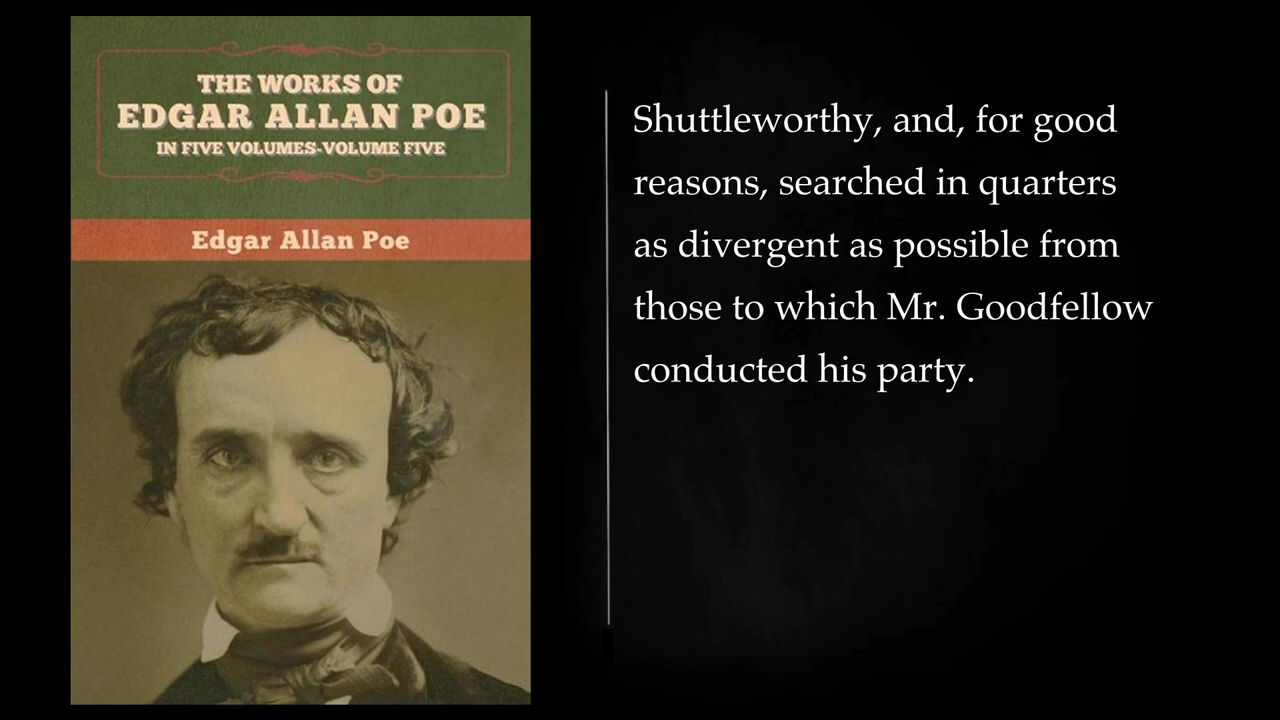 THE WORKS OF
EDGAR ALLAN POE
IN FIVE VOLUMES-VOLUME FIVE
Edgar Allan Poe
Shuttleworthy, and, for good
reasons, searched in quarters
as divergent as possible from
those to which Mr. Goodfellow
conducted his party.